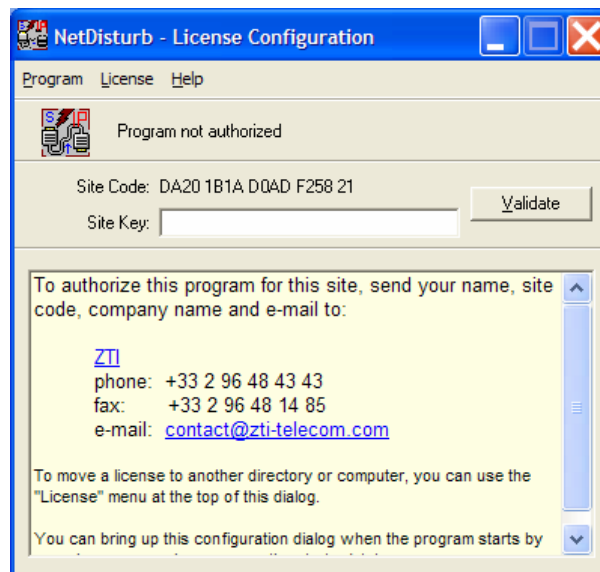 NetDisturb - License Configuration
Program License Help
Program not authorized
Site Code: DA20 1B1A D0AD F258 21
Site Key:
Validate
To authorize this program for this site, send your name, site
code, company name and e-mail to:
ZTI
phone: +33 2 96 48 43 43
fax: +33 2 96 48 14 85
e-mail: contact@zti-telecom.com
To move a license to another directory or computer, you can use the
"License" menu at the top of this dialog.
You can bring up this configuration dialog when the program starts by